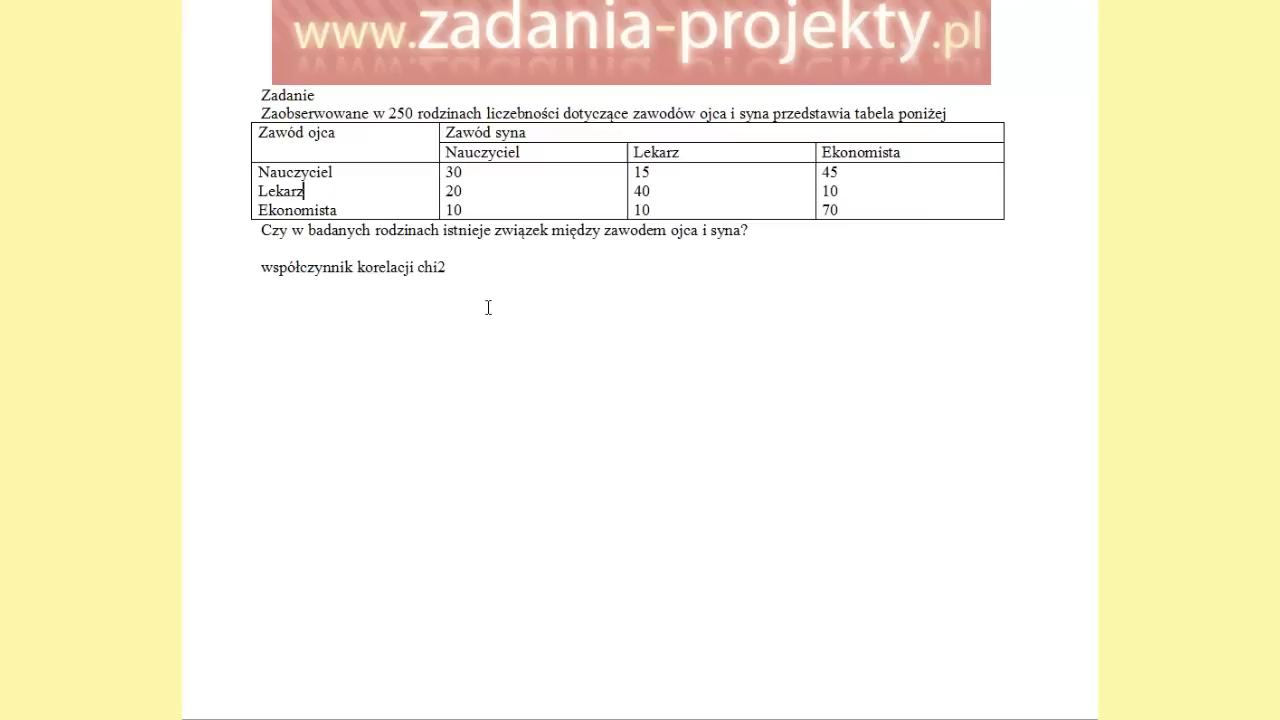 www.zadania-projekty.pl
Zadanie
Zaobserwowane w 250 rodzinach liczebności dotyczące zawodów ojca i syna przedstawia tabela poniżej
Zawód ojca Zawód syna
Nauczyciel Lekarz Ekonomista
Nauczyciel 30 15 45
Lekarz 20 40 10
Ekonomista 10 10 70
Czy w badanych rodzinach istnieje związek między zawodem ojca i syna?
współczynnik korelacji chi2